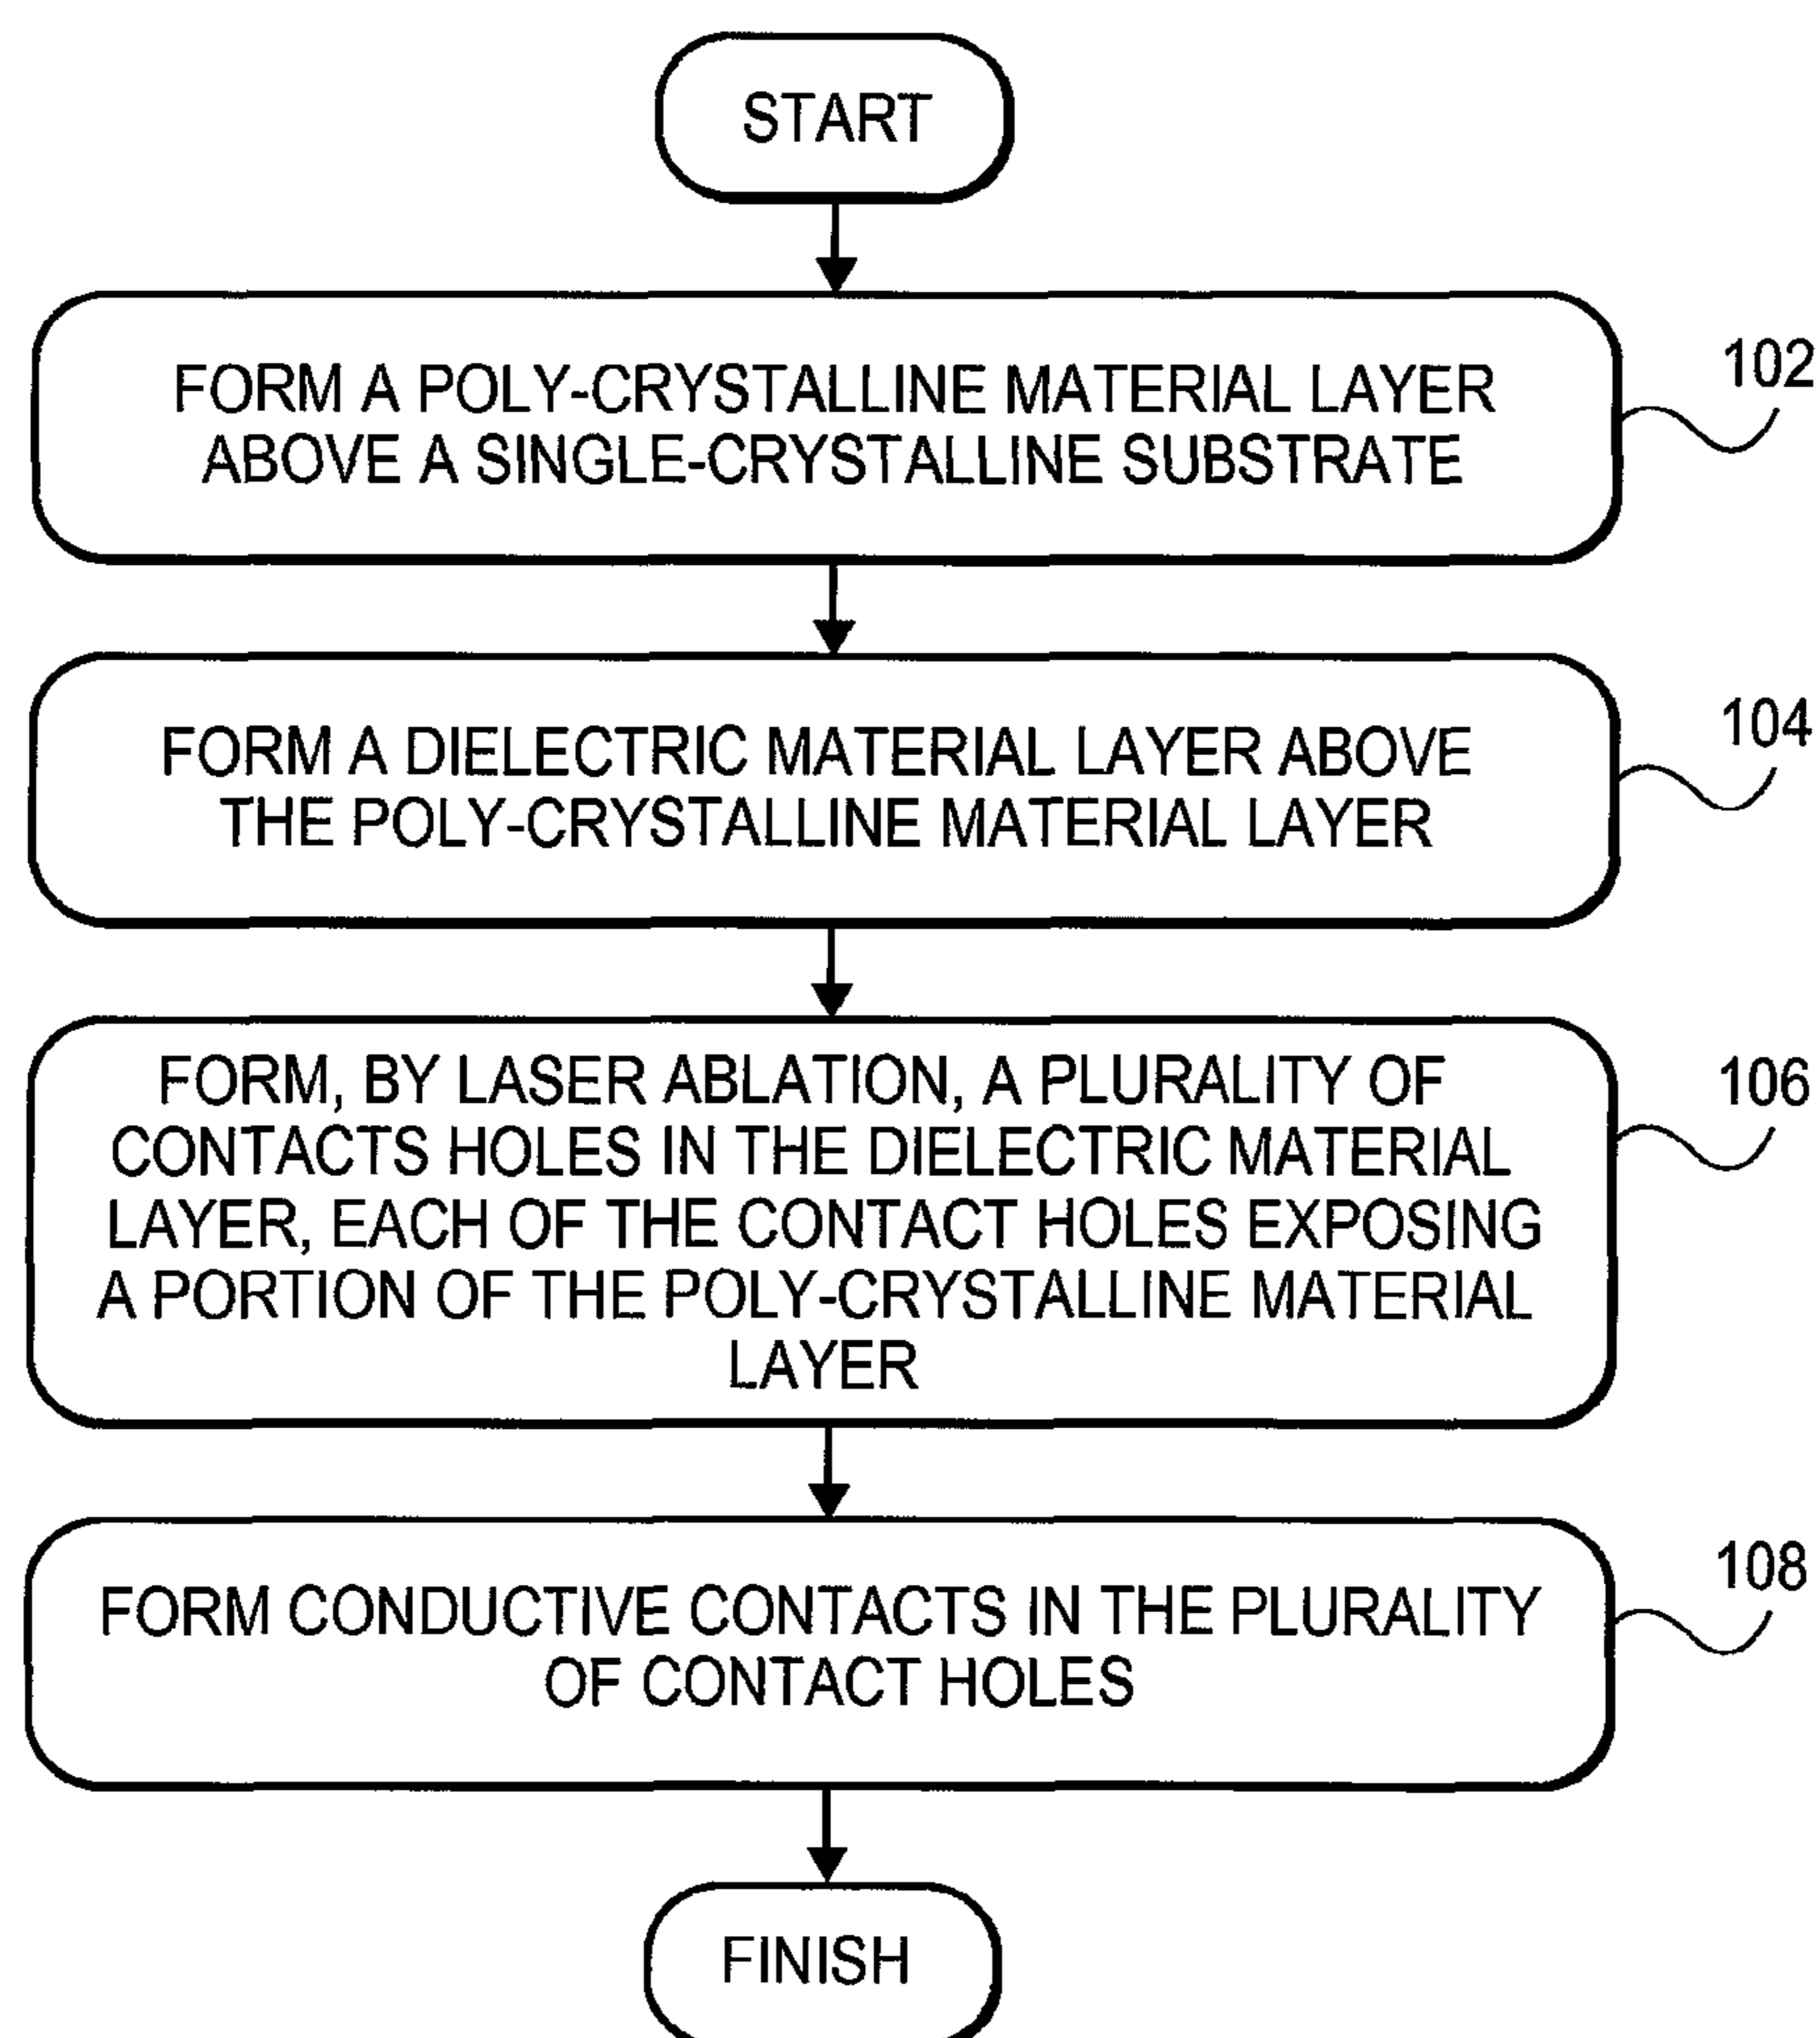 START
FORM A POLY-CRYSTALLINE MATERIAL LAYER
ABOVE A SINGLE-CRYSTALLINE SUBSTRATE
102
FORM A DIELECTRIC MATERIAL LAYER ABOVE
THE POLY-CRYSTALLINE MATERIAL LAYER
104
FORM, BY LASER ABLATION, A PLURALITY OF
CONTACTS HOLES IN THE DIELECTRIC MATERIAL
LAYER, EACH OF THE CONTACT HOLES EXPOSING
A PORTION OF THE POLY-CRYSTALLINE MATERIAL
LAYER
106
FORM CONDUCTIVE CONTACTS IN THE PLURALITY
OF CONTACT HOLES
108
FINISH